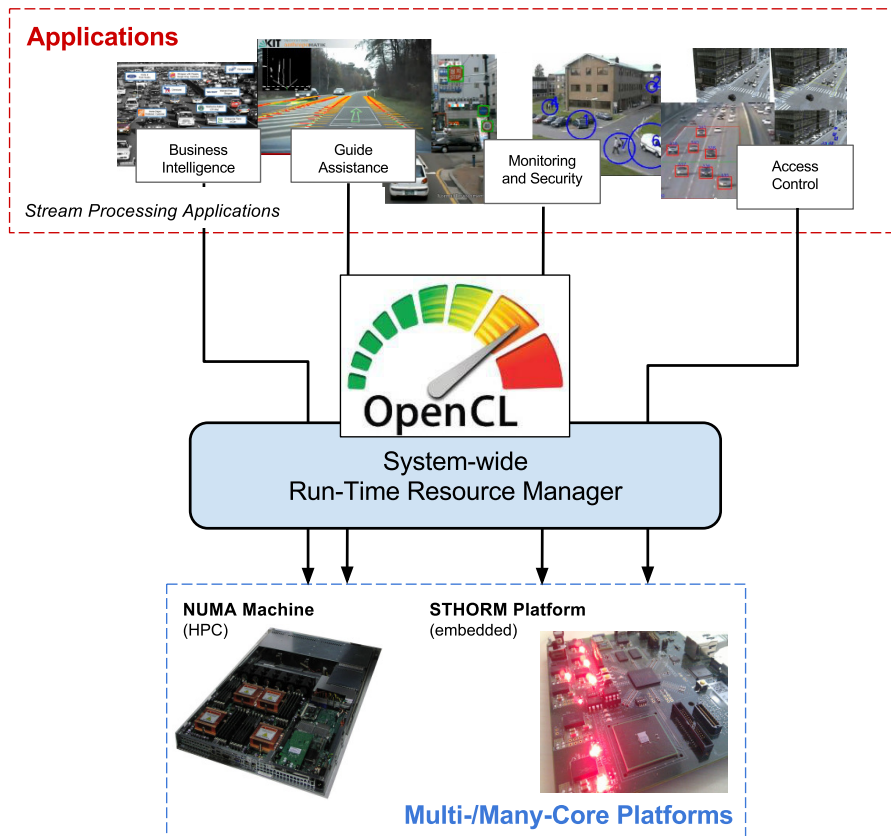 Applications
KIT
Business
Intelligence
Guide
Assistance
Monitoring
and Security
Access
Control
Stream Processing Applications
OpenCL
System-wide
Run-Time Resource Manager
NUMA Machine
(HPC)
STHORM Platform
(embedded)
Multi-/Many-Core Platforms